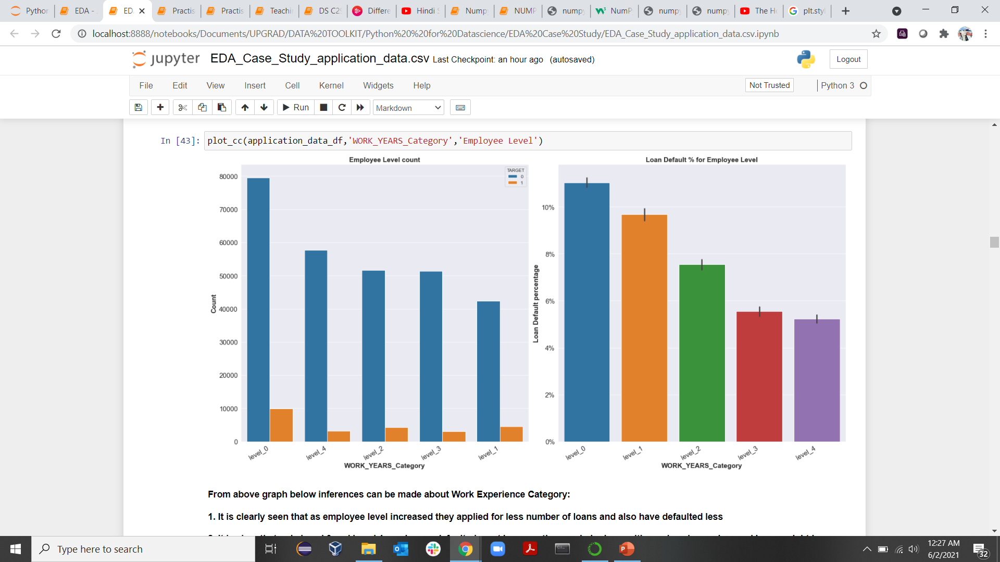 Python
EDA -
ED
Practis
Practis
Teachi
DS C2
Differe
Hindi
Nump
NUMP
numpy
NumP
numpy
numpy
The H
plt.sty
localhost:8888/notebooks/Documents/UPGRAD/DATA%20TOOLKIT/Python%20%20for%20Datascience/EDA%20Case%20Study/EDA_Case_Study_application_data.csv.ipynb
jupyter EDA_Case_Study_application_data.csv Last Checkpoint: an hour ago (autosaved)
Logout
File Edit View Insert Cell Kernel Widgets Help
Not Trusted
Python 3
Run
Markdown
In [43]: plot_cc(application_data_df,'WORK_YEARS_Category','Employee Level')
Employee Level count
TARGET
0
1
80000
70000
60000
50000
40000
30000
20000
10000
0
Count
level_0 level_4 level_2 level_3 level_1
WORK_YEARS_Category
Loan Default % for Employee Level
10%
8%
6%
4%
2%
0%
Loan Default percentage
level_0 level_1 level_2 level_3 level_4
WORK_YEARS_Category
From above graph below inferences can be made about Work Experience Category:
1. It is clearly seen that as employee level increased they applied for less number of loans and also have defaulted less
Type here to search
12:27 AM
6/2/2021
32